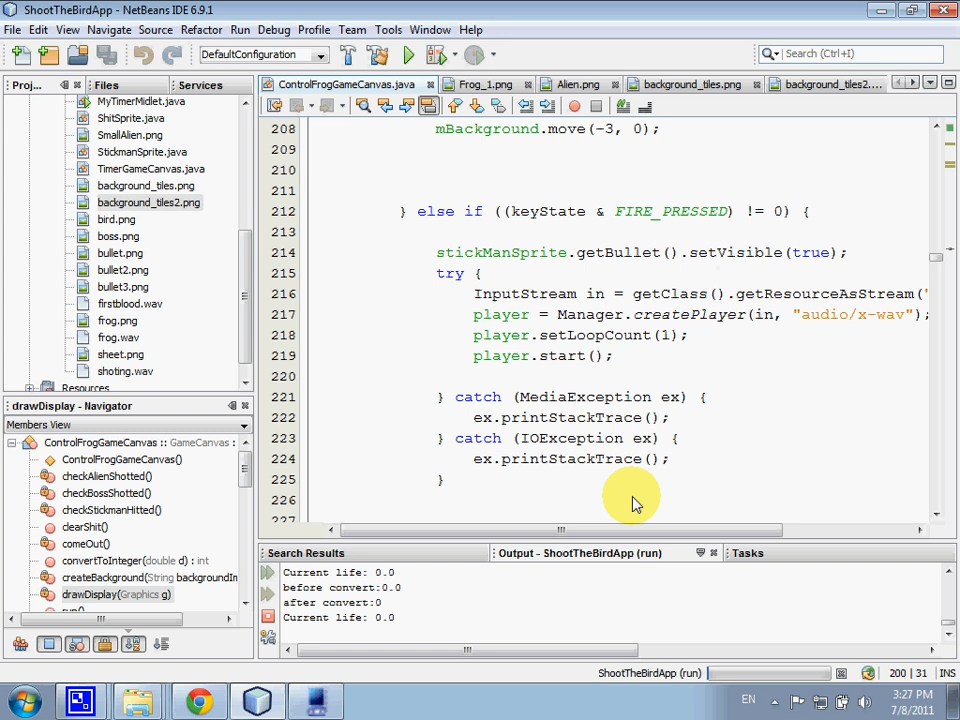 ShootTheBirdApp - NetBeans IDE 6.9.1
File Edit View Navigate Source Refactor Run Debug Profile Team Tools Window Help
DefaultConfiguration
Search (Ctrl+I)
Proj... Files Services
ControlFrogGameCanvas.java Frog_1.png Alien.png background_tiles.png background_tiles2....
MyTimerMidlet.java
ShitSprite.java
SmallAlien.png
StickmanSprite.java
TimerGameCanvas.java
background_tiles.png
background_tiles2.png
bird.png
boss.png
bullet.png
bullet2.png
bullet3.png
firstblood.wav
frog.png
frog.wav
sheet.png
shoting.wav
Resources
208 mBackground.move(-3, 0);
209
210
211
212 } else if ((keyState & FIRE_PRESSED) != 0) {
213
214 stickManSprite.getBullet().setVisible(true);
215 try {
216 InputStream in = getClass().getResourceAsStream("
217 player = Manager.createPlayer(in, "audio/x-wav");
218 player.setLoopCount(1);
219 player.start();
220
221 } catch (MediaException ex) {
222 ex.printStackTrace();
223 } catch (IOException ex) {
224 ex.printStackTrace();
225 }
226
227
drawDisplay - Navigator
Members View
ControlFrogGameCanvas :: GameCanvas :
ControlFrogGameCanvas()
checkAlienShotted()
checkBossShotted()
checkStickmanHitted()
clearShit()
comeOut()
convertToInteger(double d) : int
createBackground(String backgroundIm
drawDisplay(Graphics g)
run()
Search Results Output - ShootTheBirdApp (run) Tasks
Current life: 0.0
before convert:0.0
after convert:0
Current life: 0.0
ShootTheBirdApp (run) 200 | 31 INS
EN
3:27 PM
7/8/2011